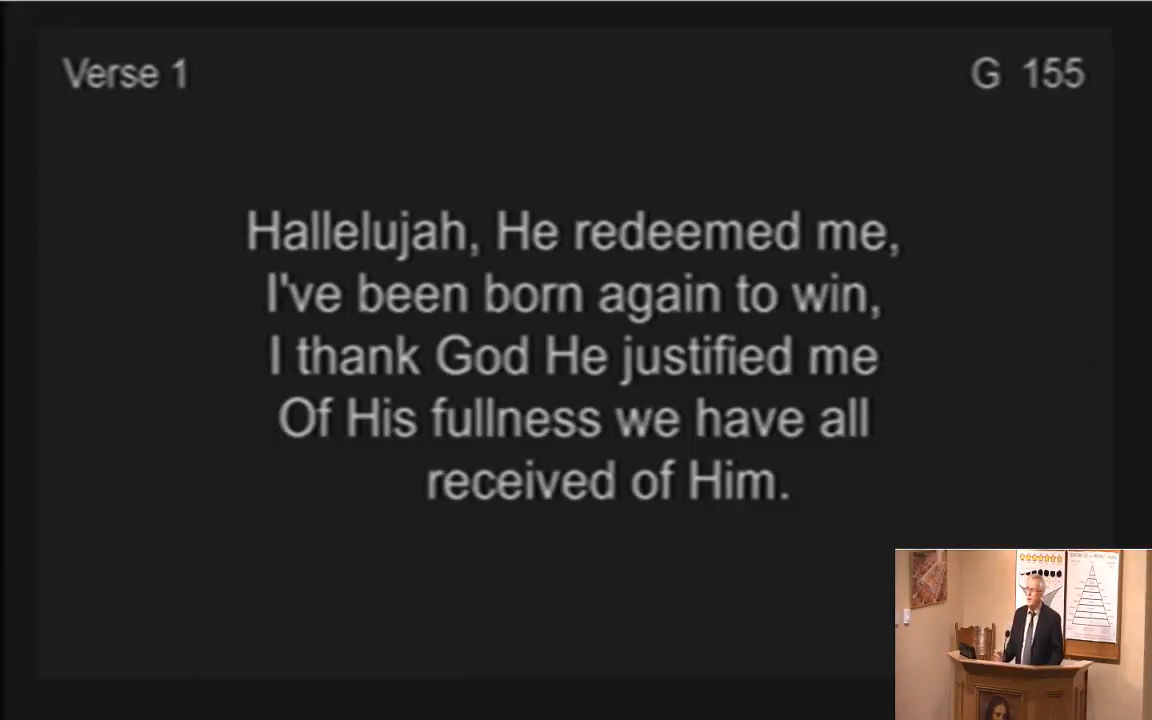 Verse 1
G 155
Hallelujah, He redeemed me,
I've been born again to win,
I thank God He justified me
Of His fullness we have all
received of Him.